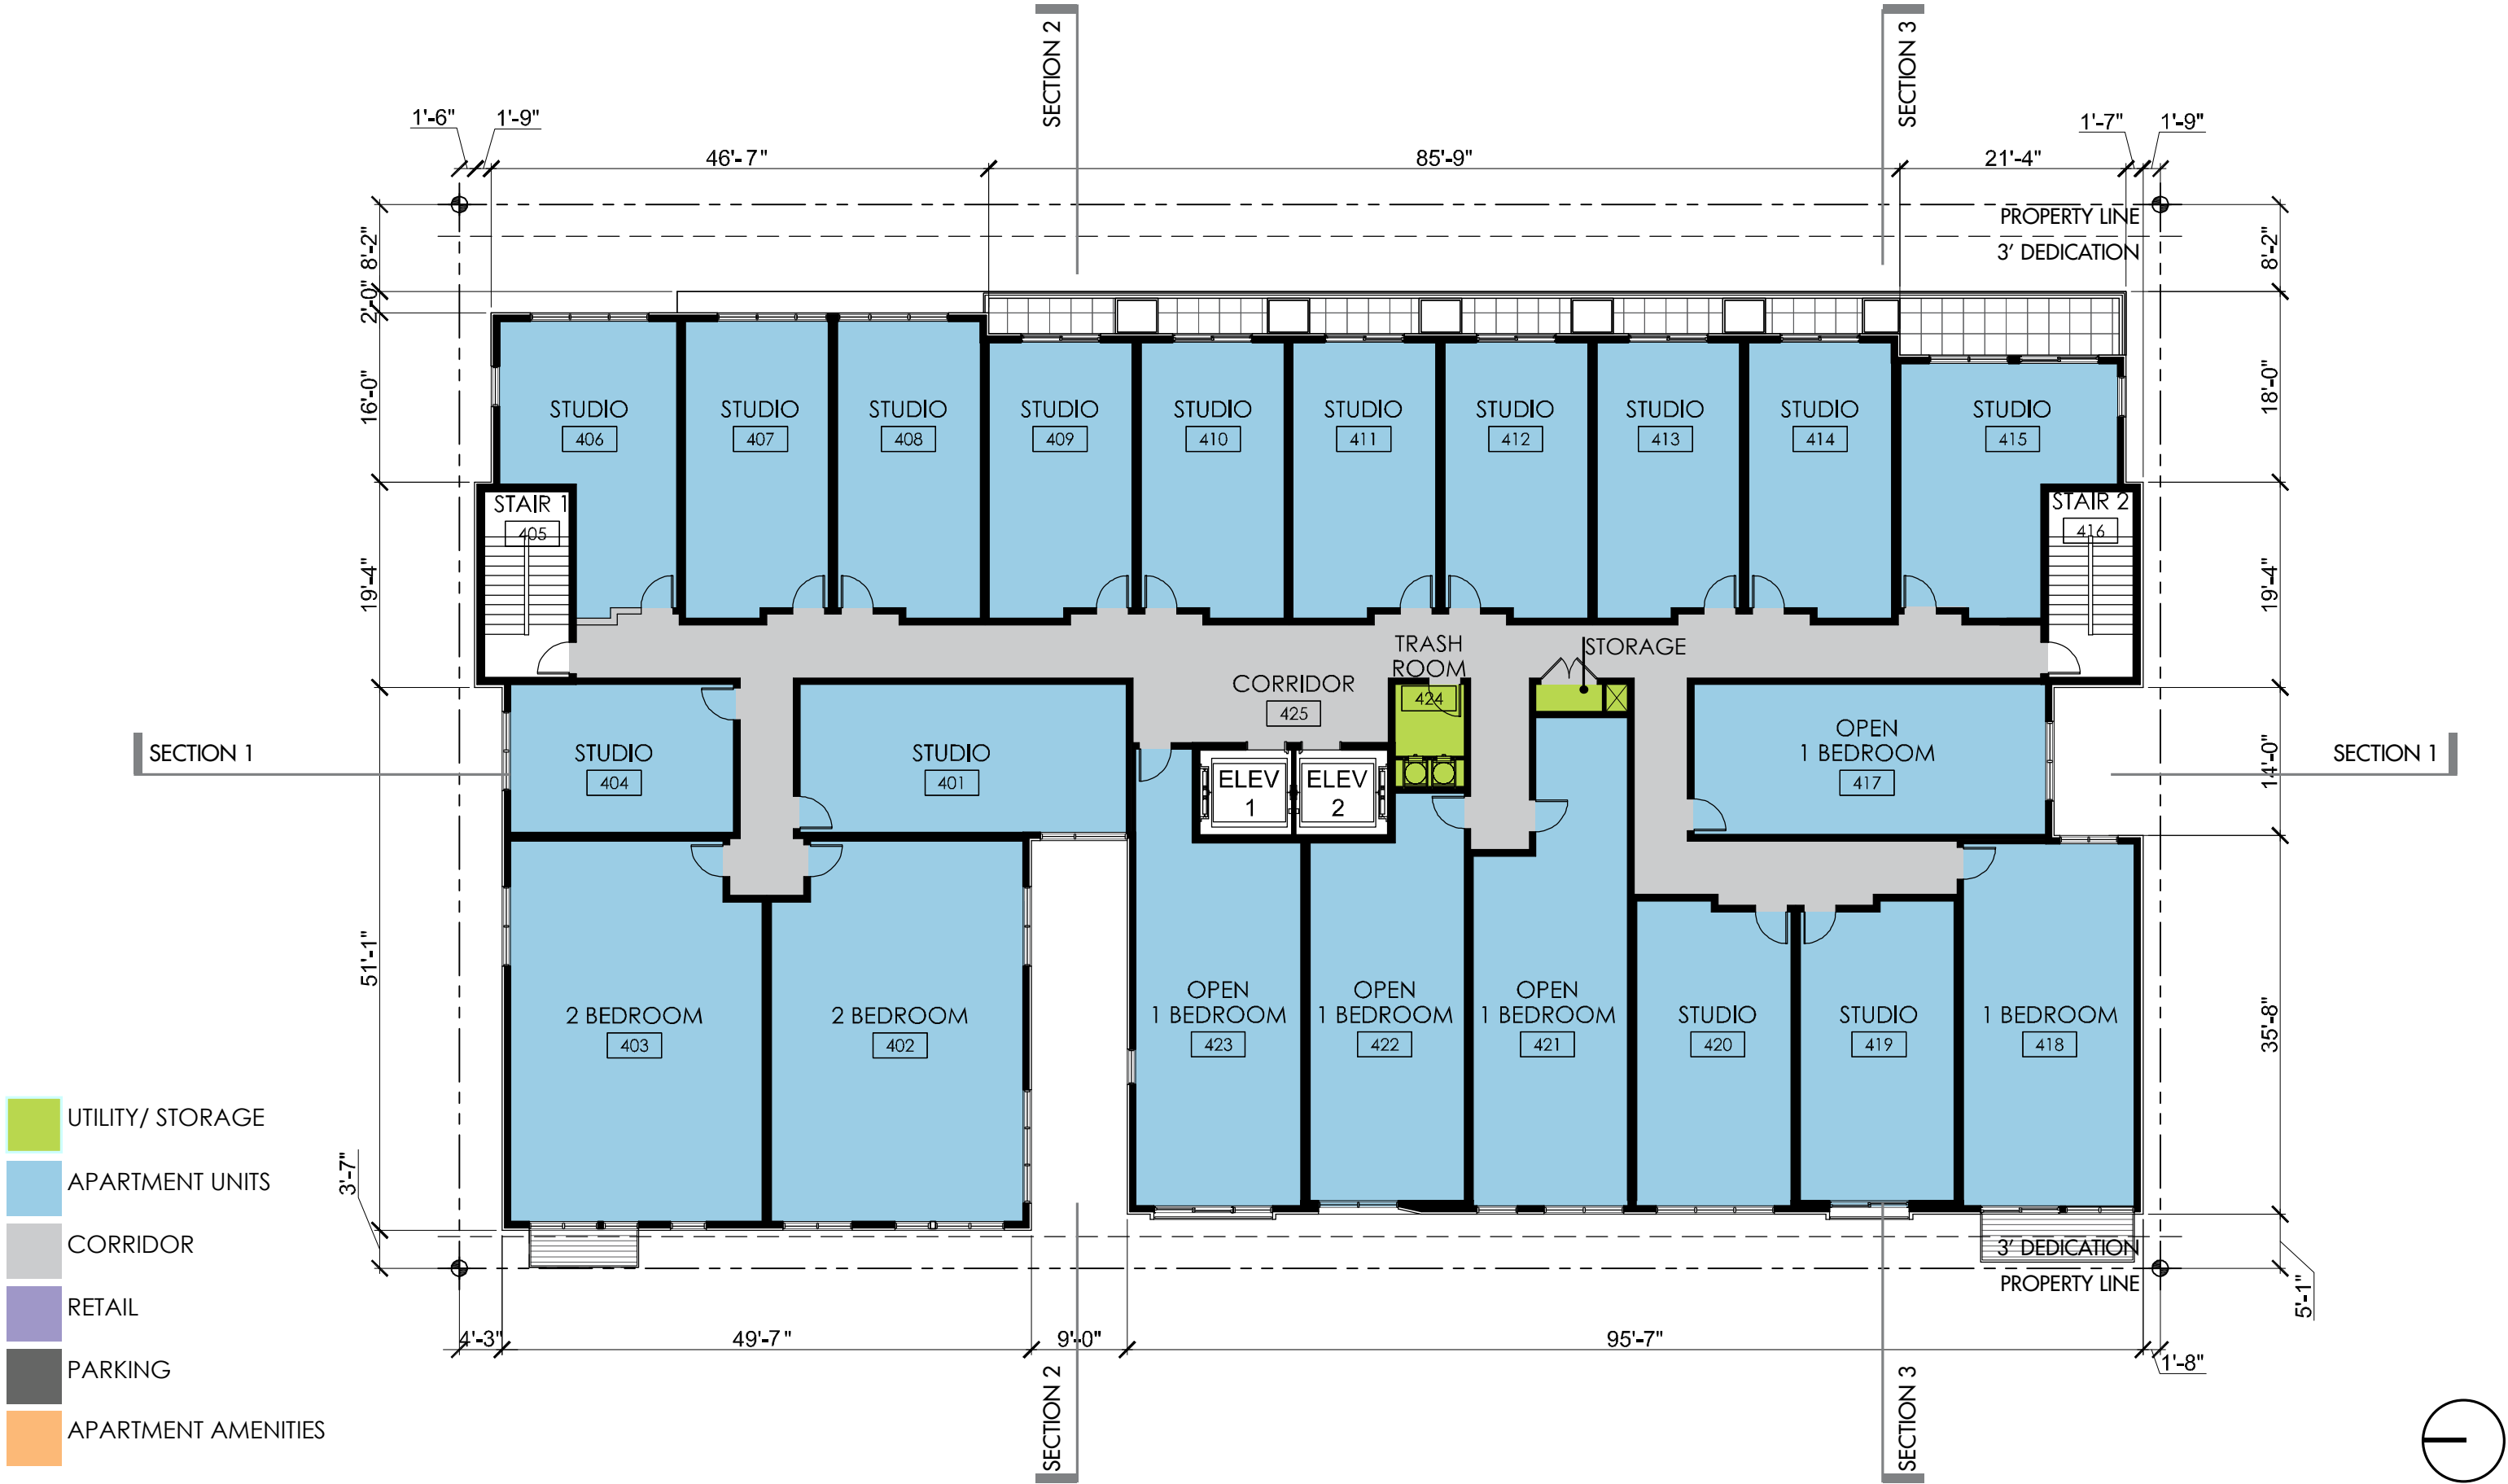 SECTION 2
SECTION 3
1'-6"
1'-9"
46'-7"
85'-9"
21'-4"
1'-7"
1'-9"
PROPERTY LINE
3' DEDICATION
8'-2"
2'-0"
16'-0"
19'-4"
51'-1"
3'-7"
8'-2"
18'-0"
19'-4"
14'-0"
35'-8"
5'-1"
STUDIO
406
STUDIO
407
STUDIO
408
STUDIO
409
STUDIO
410
STUDIO
411
STUDIO
412
STUDIO
413
STUDIO
414
STUDIO
415
STAIR 1
405
STAIR 2
416
TRASH
ROOM
424
STORAGE
CORRIDOR
425
SECTION 1
STUDIO
404
STUDIO
401
ELEV
1
ELEV
2
OPEN
1 BEDROOM
417
SECTION 1
2 BEDROOM
403
2 BEDROOM
402
OPEN
1 BEDROOM
423
OPEN
1 BEDROOM
422
OPEN
1 BEDROOM
421
STUDIO
420
STUDIO
419
1 BEDROOM
418
UTILITY/ STORAGE
APARTMENT UNITS
CORRIDOR
RETAIL
PARKING
APARTMENT AMENITIES
3' DEDICATION
PROPERTY LINE
4'-3"
49'-7"
9'-0"
95'-7"
1'-8"
SECTION 2
SECTION 3